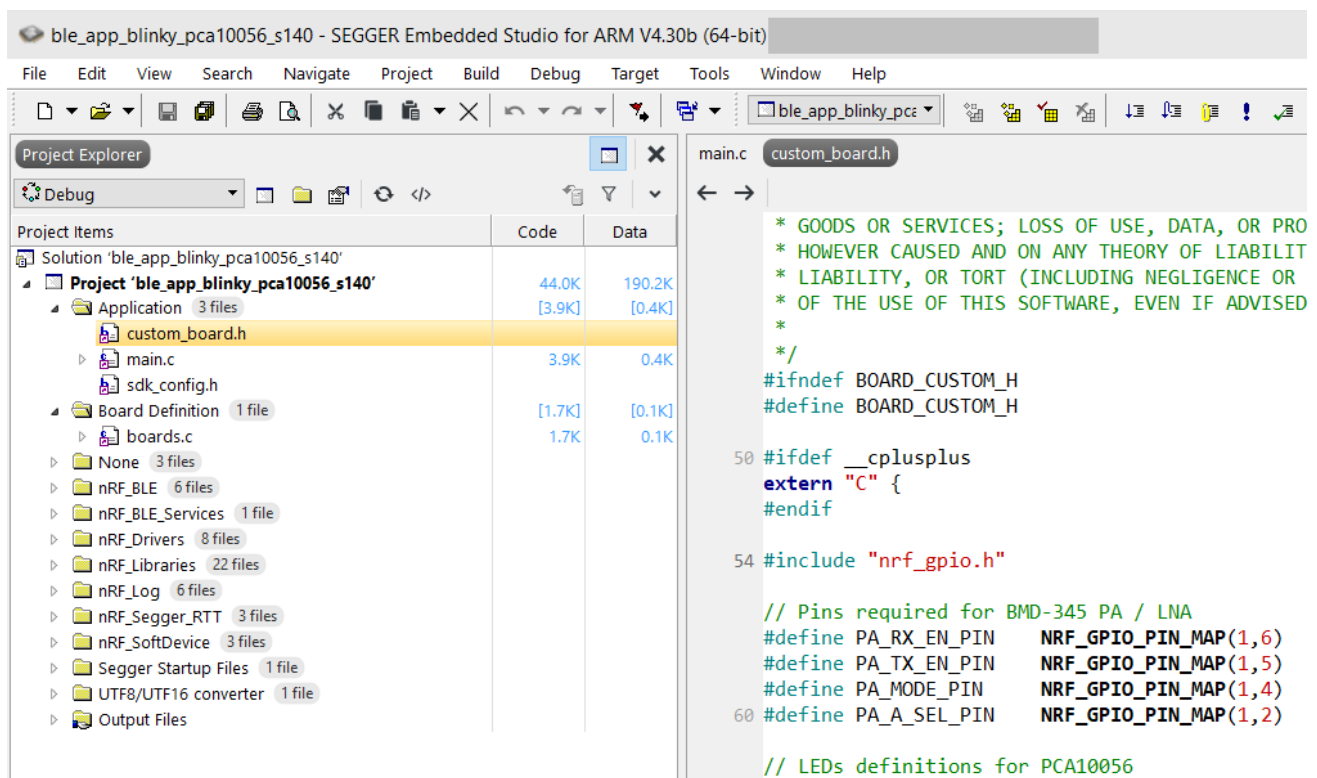 ble_app_blinky_pca10056_s140 - SEGGER Embedded Studio for ARM V4.30b (64-bit)
File Edit View Search Navigate Project Build Debug Target Tools Window Help
ble_app_blinky_pca
Project Explorer
Debug
Project Items Code Data
Solution 'ble_app_blinky_pca10056_s140'
Project 'ble_app_blinky_pca10056_s140' 44.0K 190.2K
Application 3 files [3.9K] [0.4K]
custom_board.h
main.c 3.9K 0.4K
sdk_config.h
Board Definition 1 file [1.7K] [0.1K]
boards.c 1.7K 0.1K
None 3 files
nRF_BLE 6 files
nRF_BLE_Services 1 file
nRF_Drivers 8 files
nRF_Libraries 22 files
nRF_Log 6 files
nRF_Segger_RTT 3 files
nRF_SoftDevice 3 files
Segger Startup Files 1 file
UTF8/UTF16 converter 1 file
Output Files
main.c custom_board.h
* GOODS OR SERVICES; LOSS OF USE, DATA, OR PRO
* HOWEVER CAUSED AND ON ANY THEORY OF LIABILIT
* LIABILITY, OR TORT (INCLUDING NEGLIGENCE OR
* OF THE USE OF THIS SOFTWARE, EVEN IF ADVISED
*
*/
#ifndef BOARD_CUSTOM_H
#define BOARD_CUSTOM_H
50 #ifdef __cplusplus
extern "C" {
#endif
54 #include "nrf_gpio.h"
// Pins required for BMD-345 PA / LNA
#define PA_RX_EN_PIN NRF_GPIO_PIN_MAP(1,6)
#define PA_TX_EN_PIN NRF_GPIO_PIN_MAP(1,5)
#define PA_MODE_PIN NRF_GPIO_PIN_MAP(1,4)
60 #define PA_A_SEL_PIN NRF_GPIO_PIN_MAP(1,2)
// LEDs definitions for PCA10056